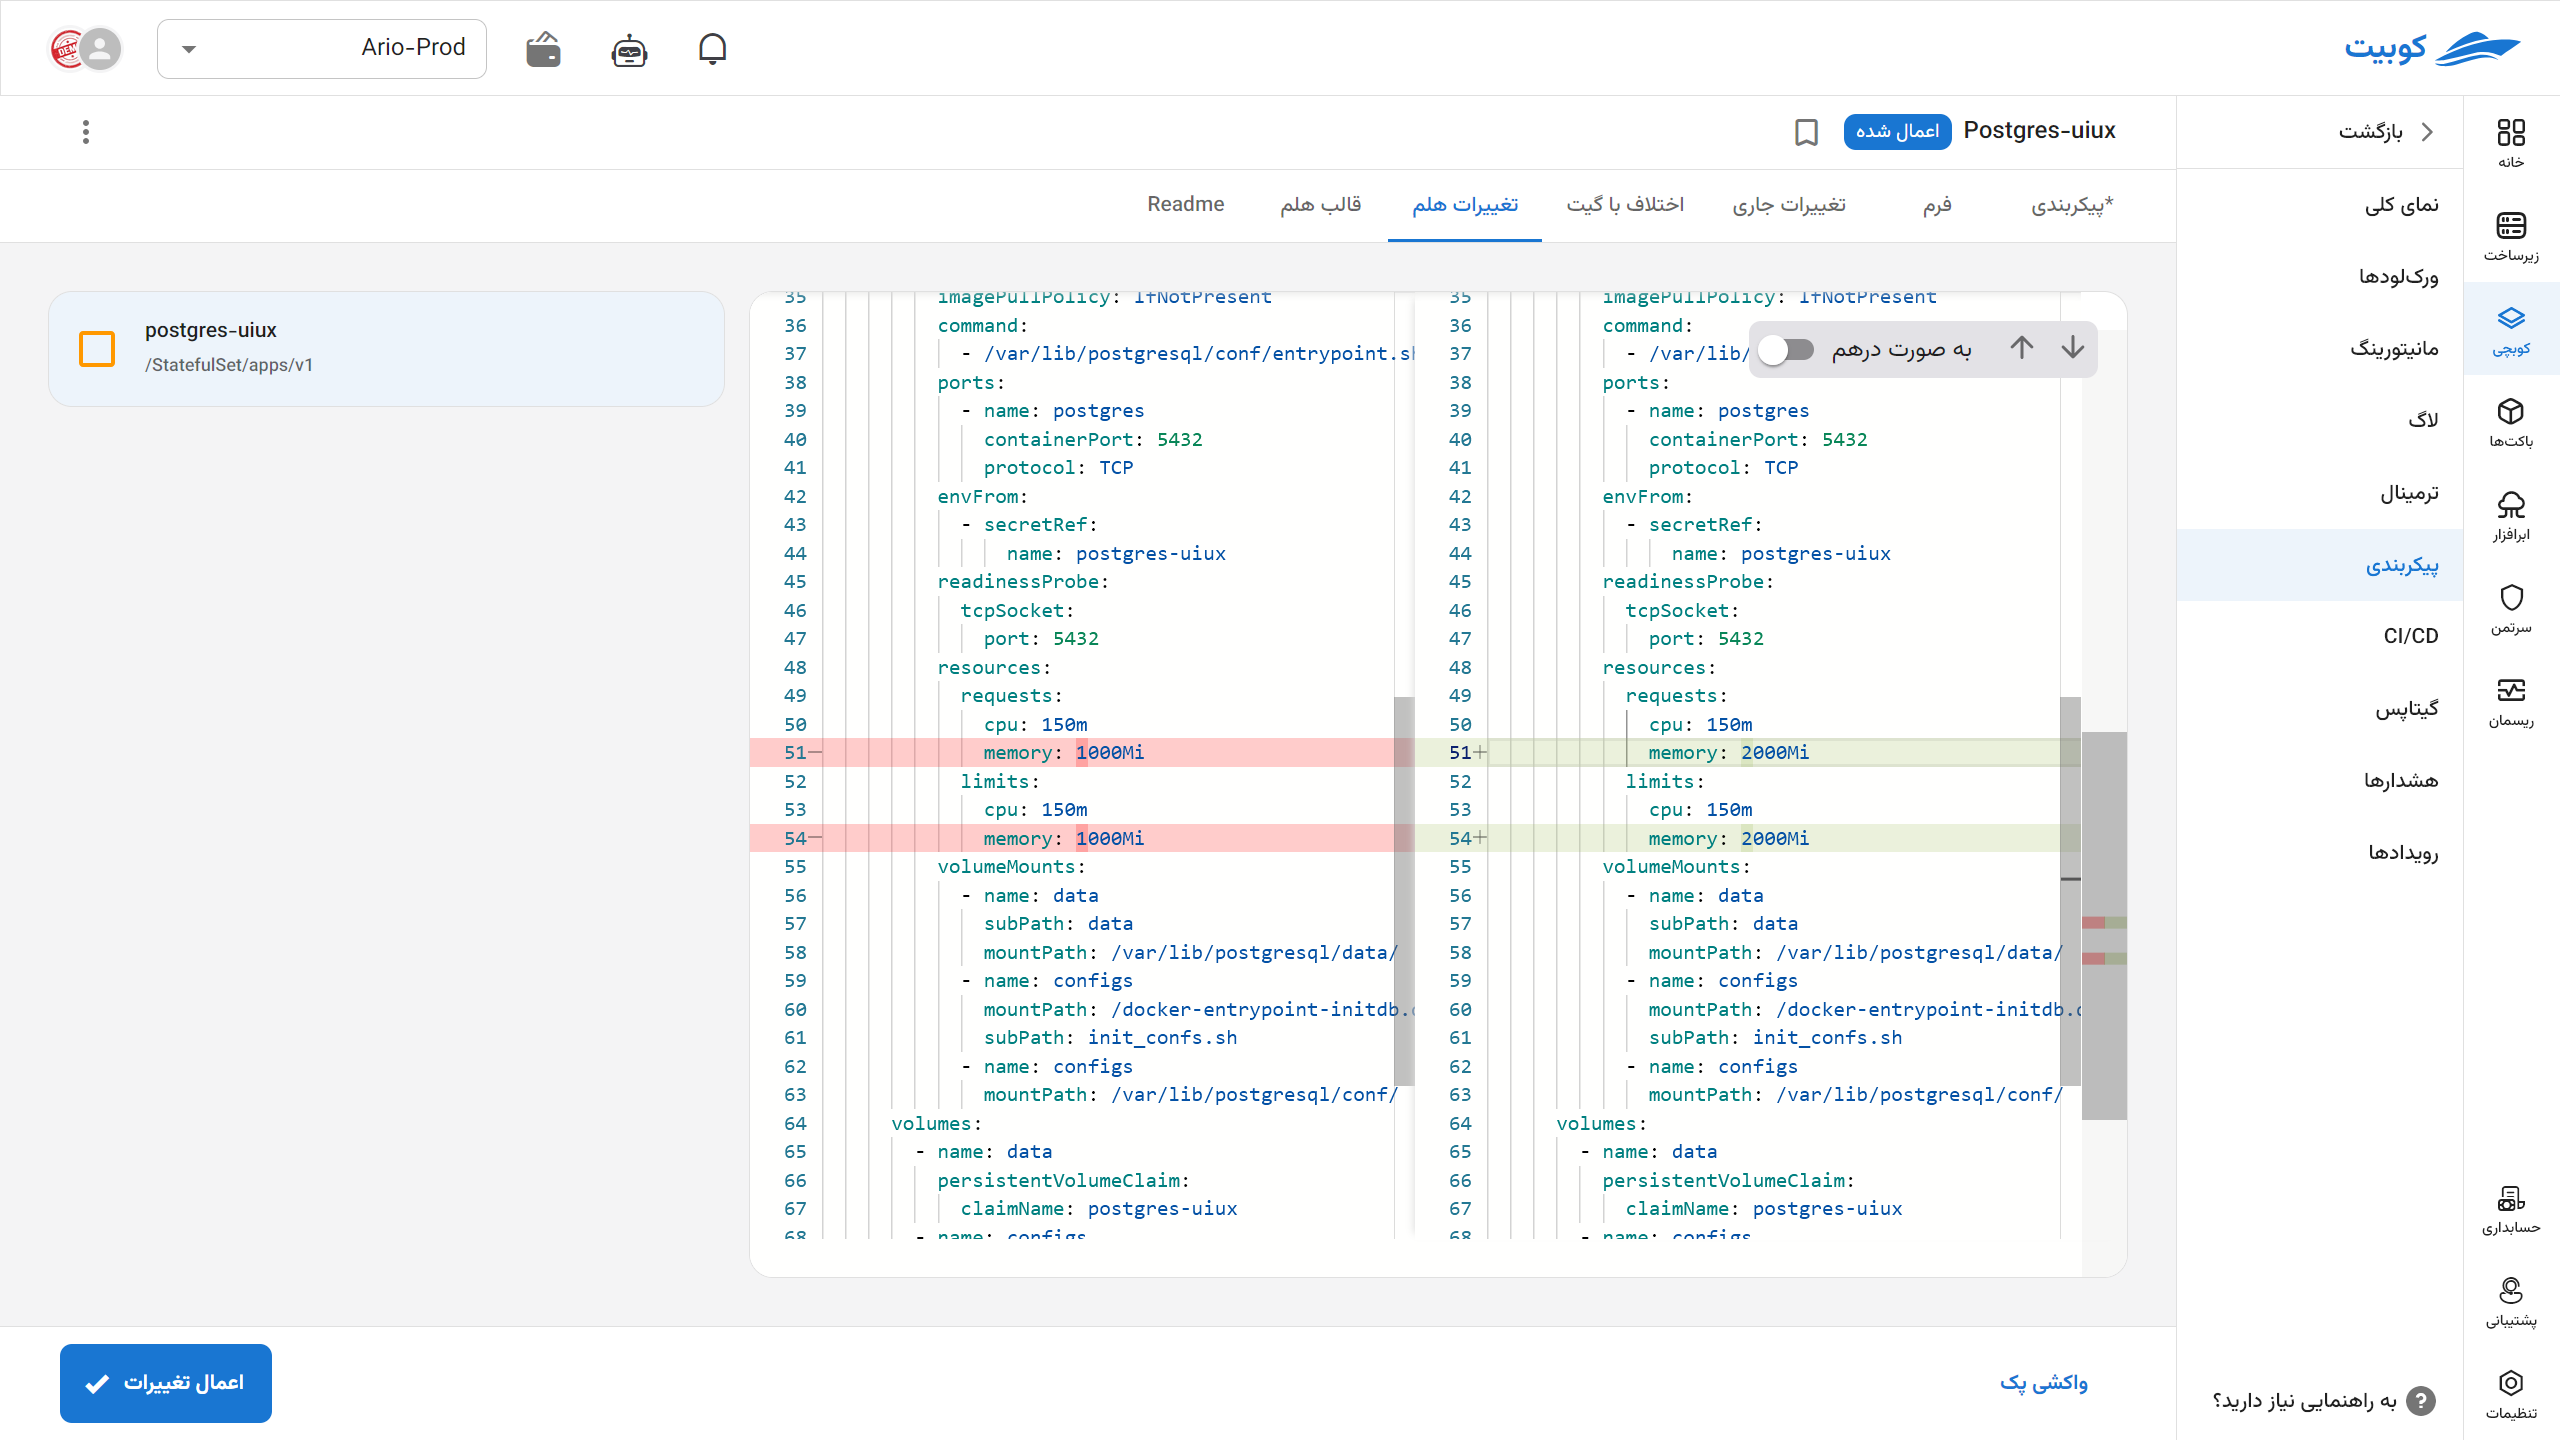 کوبیت
Ario-Prod
خانه
زیرساخت
کوبچی
باکت‌ها
ابرافزار
سرتمن
ریسمان
حسابداری
پشتیبانی
تنظیمات
بازگشت
نمای کلی
ورک‌لودها
مانیتورینگ
لاگ
ترمینال
پیکربندی
CI/CD
گیتاپس
هشدارها
رویدادها
به راهنمایی نیاز دارید؟
Postgres-uiux
اعمال شده
پیکربندی*
فرم
تغییرات جاری
اختلاف با گیت
تغییرات هلم
قالب هلم
Readme
postgres-uiux
/StatefulSet/apps/v1
35 imagePullPolicy: IfNotPresent
36 command:
37 - /var/lib/postgresql/conf/entrypoint.sh
38 ports:
39 - name: postgres
40 containerPort: 5432
41 protocol: TCP
42 envFrom:
43 - secretRef:
44 name: postgres-uiux
45 readinessProbe:
46 tcpSocket:
47 port: 5432
48 resources:
49 requests:
50 cpu: 150m
51 memory: 1000Mi
52 limits:
53 cpu: 150m
54 memory: 1000Mi
55 volumeMounts:
56 - name: data
57 subPath: data
58 mountPath: /var/lib/postgresql/data/
59 - name: configs
60 mountPath: /docker-entrypoint-initdb.
61 subPath: init_confs.sh
62 - name: configs
63 mountPath: /var/lib/postgresql/conf/
64 volumes:
65 - name: data
66 persistentVolumeClaim:
67 claimName: postgres-uiux
68 - name: configs
35 imagePullPolicy: IfNotPresent
36 command:
37 - /var/lib/
38 ports:
39 - name: postgres
40 containerPort: 5432
41 protocol: TCP
42 envFrom:
43 - secretRef:
44 name: postgres-uiux
45 readinessProbe:
46 tcpSocket:
47 port: 5432
48 resources:
49 requests:
50 cpu: 150m
51+ memory: 2000Mi
52 limits:
53 cpu: 150m
54+ memory: 2000Mi
55 volumeMounts:
56 - name: data
57 subPath: data
58 mountPath: /var/lib/postgresql/data/
59 - name: configs
60 mountPath: /docker-entrypoint-initdb.
61 subPath: init_confs.sh
62 - name: configs
63 mountPath: /var/lib/postgresql/conf/
64 volumes:
65 - name: data
66 persistentVolumeClaim:
67 claimName: postgres-uiux
68 - name: configs
به صورت درهم
واکشی پک
اعمال تغییرات